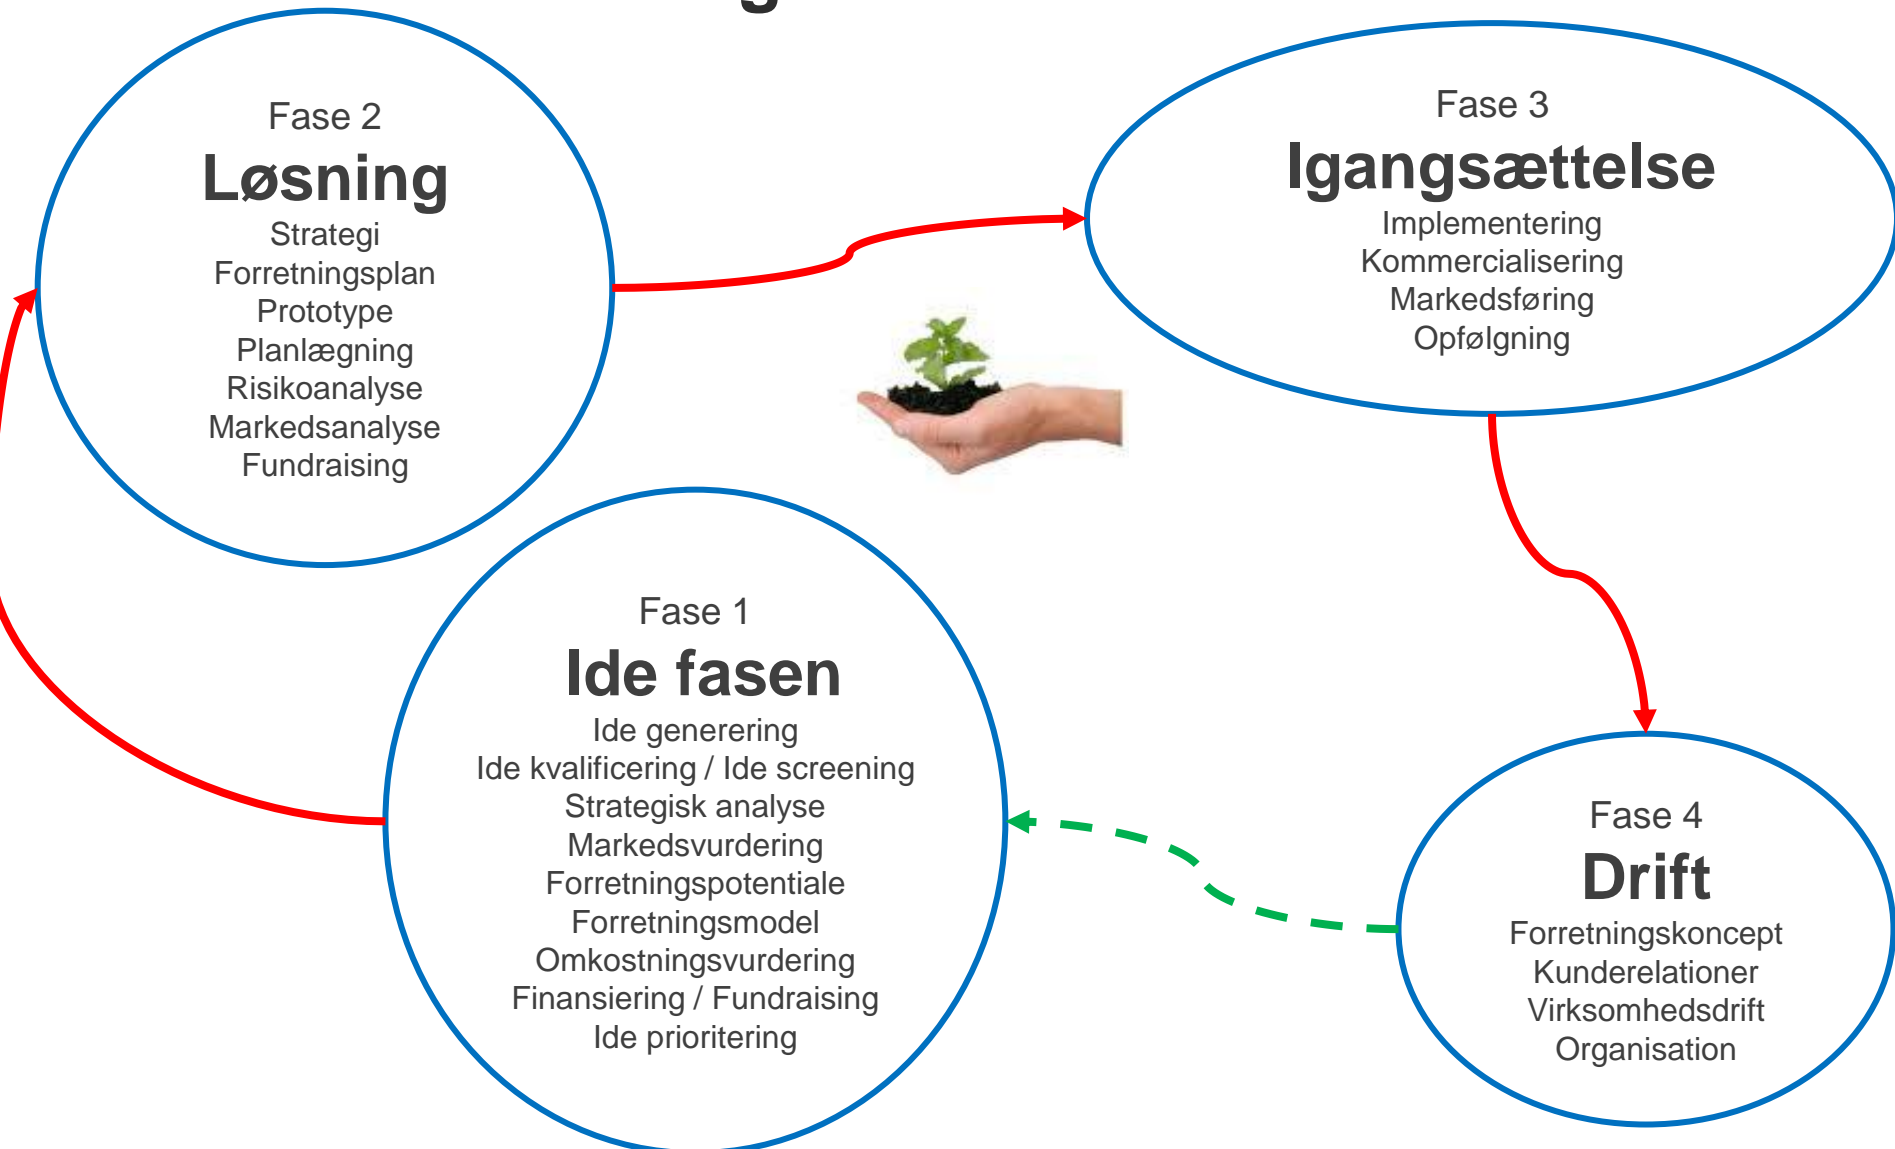 Fase 2
Løsning
Strategi
Forretningsplan
Prototype
Planlægning
Risikoanalyse
Markedsanalyse
Fundraising
Fase 3
Igangsættelse
Implementering
Kommercialisering
Markedsføring
Opfølgning
Fase 1
Ide fasen
Ide generering
Ide kvalificering / Ide screening
Strategisk analyse
Markedsvurdering
Forretningspotentiale
Forretningsmodel
Omkostningsvurdering
Finansiering / Fundraising
Ide prioritering
Fase 4
Drift
Forretningskoncept
Kunderelationer
Virksomhedsdrift
Organisation